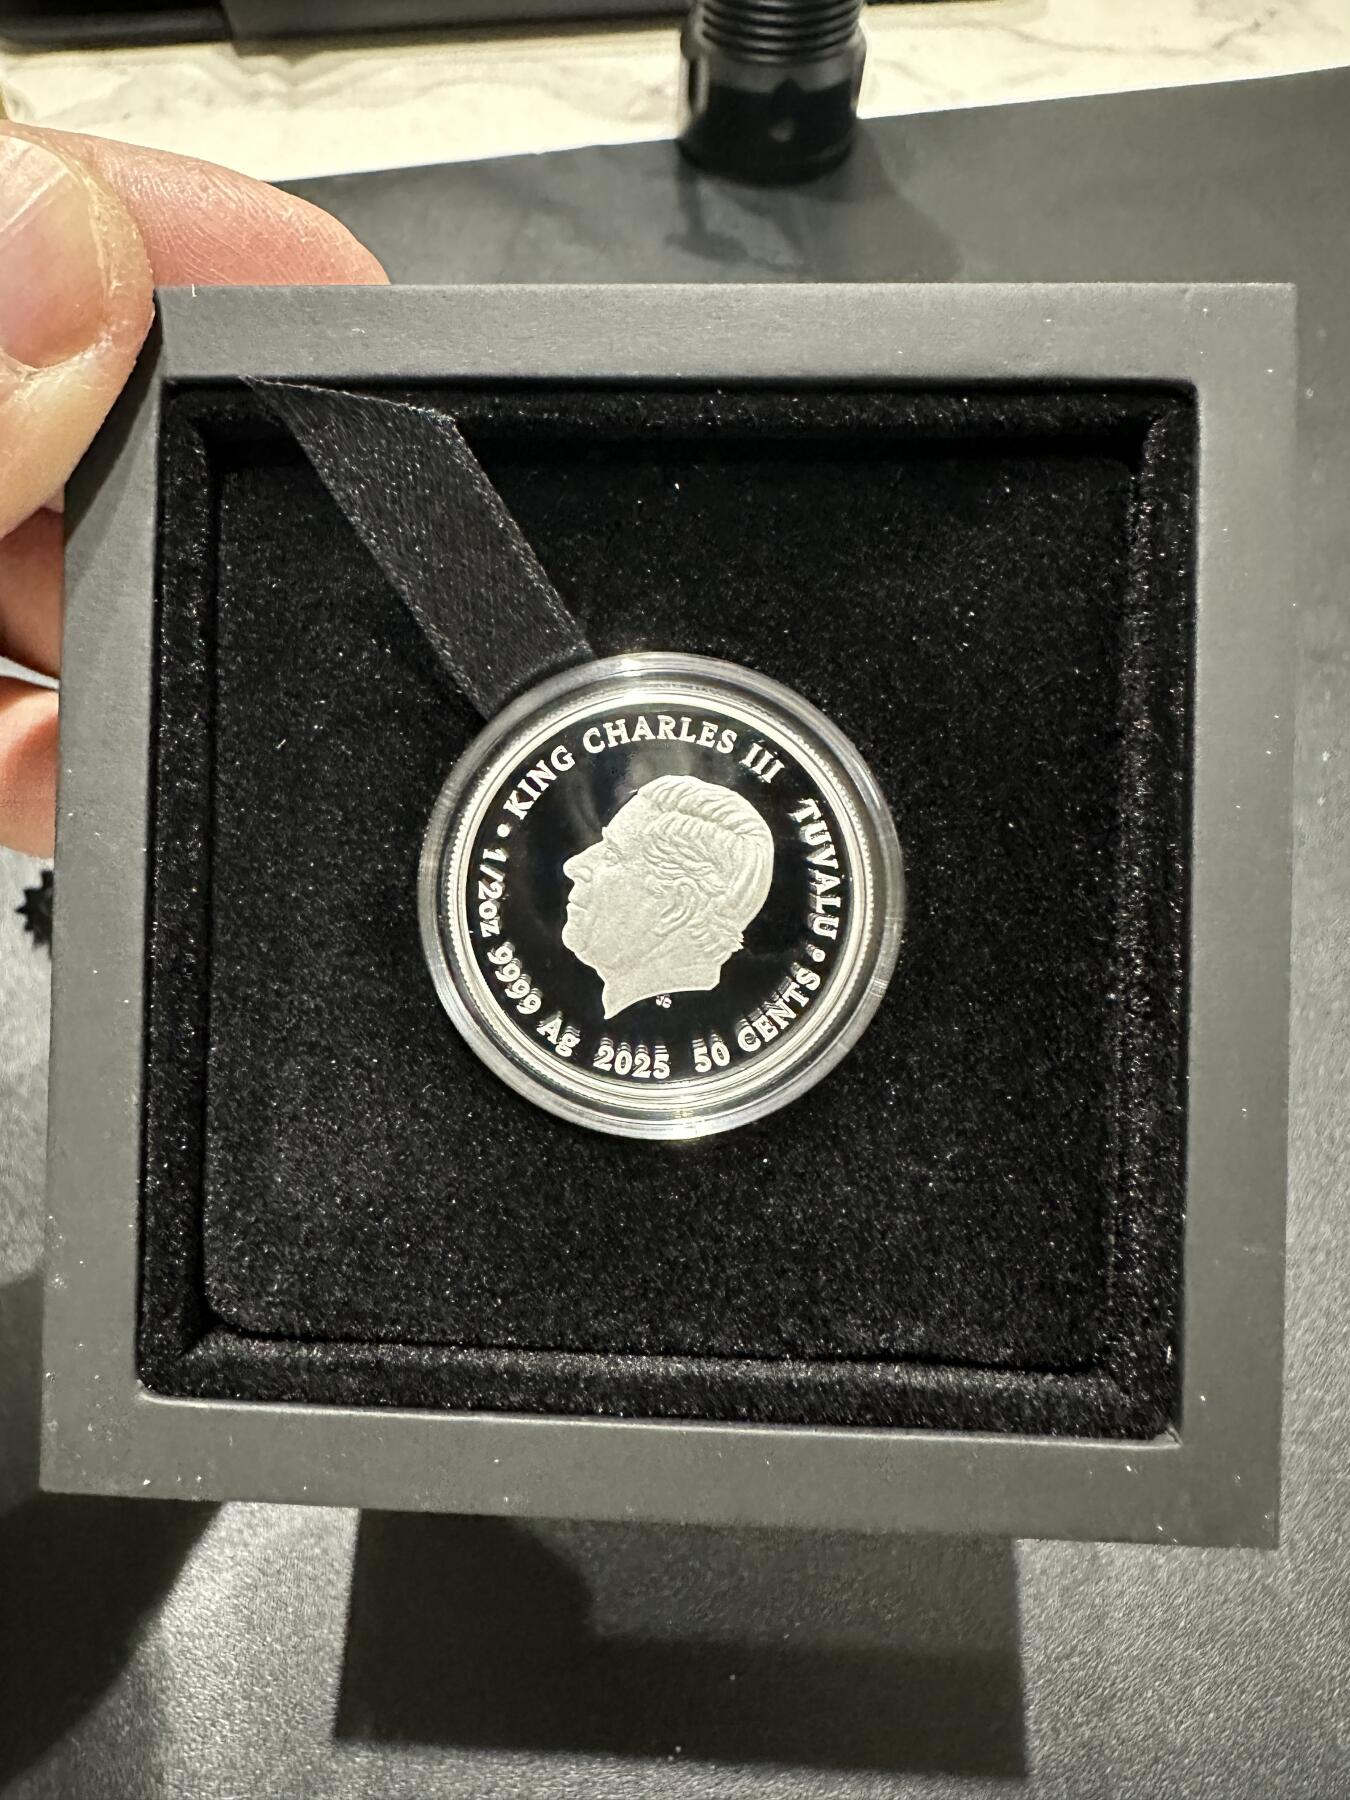 KING CHARLES III TUVALU • 50 CENTS 2025 1/2oz 9999 Ag •